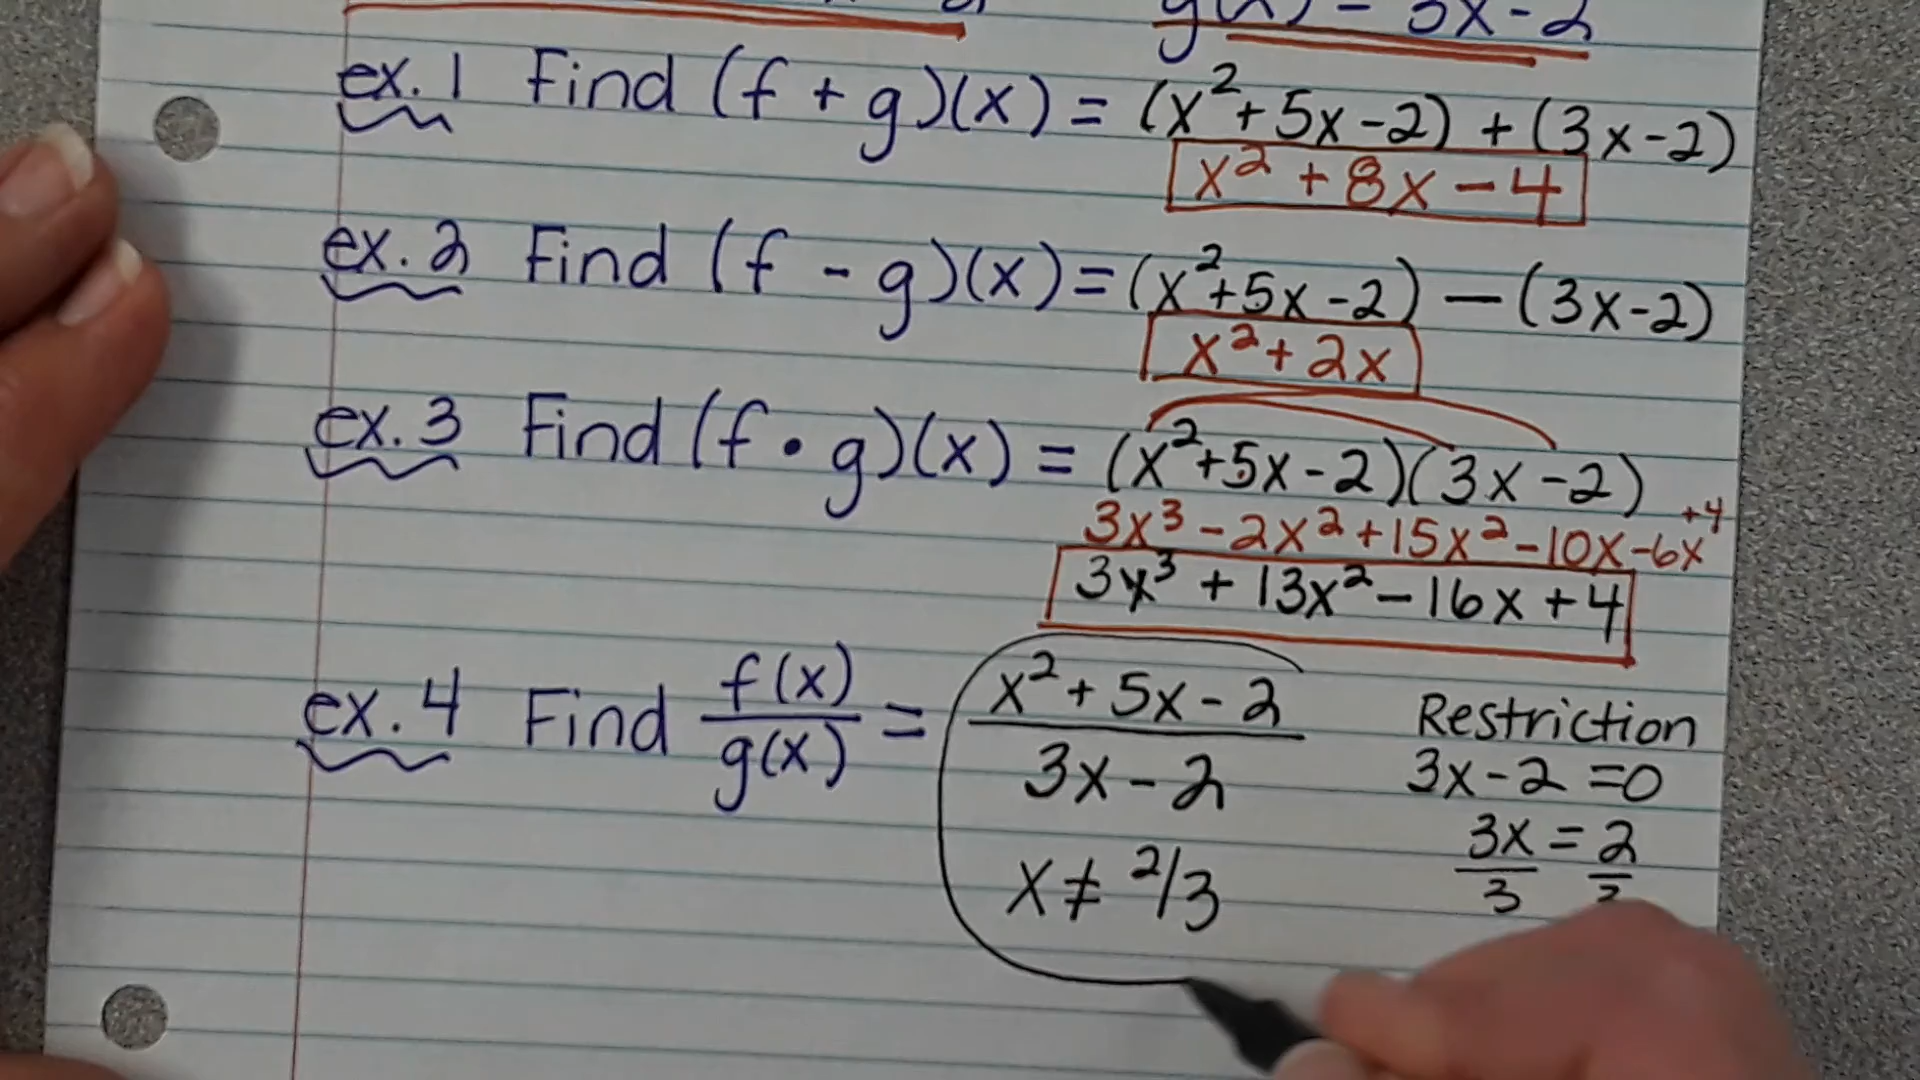 g(x) = 3x-2
ex. 1 Find (f + g)(x) = (x²+5x-2) + (3x-2)
x² + 8x - 4
ex. 2 Find (f - g)(x) = (x²+5x-2) - (3x-2)
x² + 2x
ex. 3 Find (f • g)(x) = (x²+5x-2)(3x-2)
3x³ - 2x² + 15x² - 10x - 6x +4
3x³ + 13x² - 16x + 4
ex. 4 Find f(x)/g(x) = x² + 5x - 2 / 3x - 2
Restriction
3x - 2 = 0
3x/3 = 2/3
x ≠ 2/3